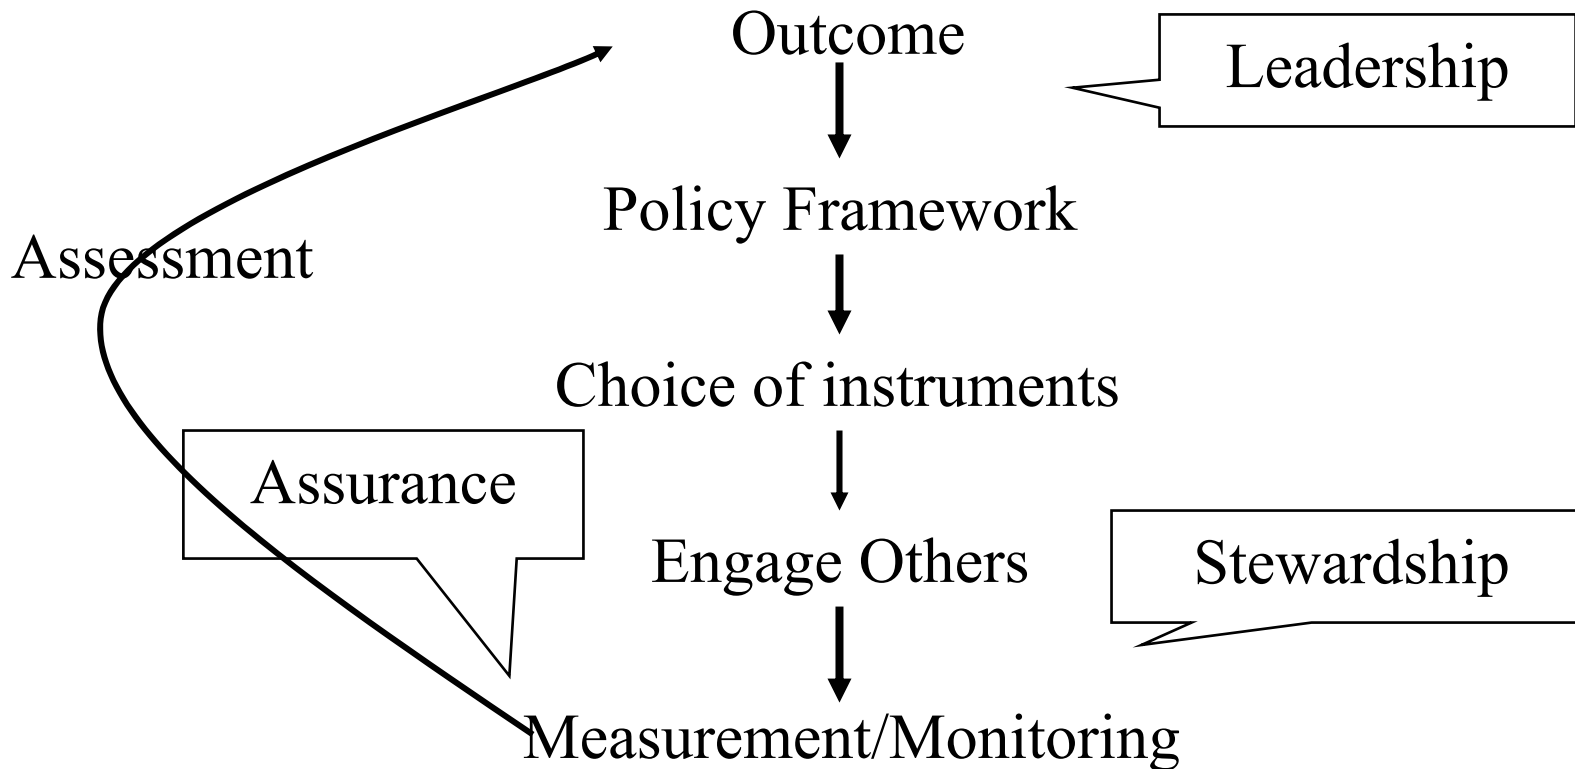 Outcome
Leadership
Policy Framework
Assessment
Choice of instruments
Assurance
Engage Others
Stewardship
Measurement/Monitoring